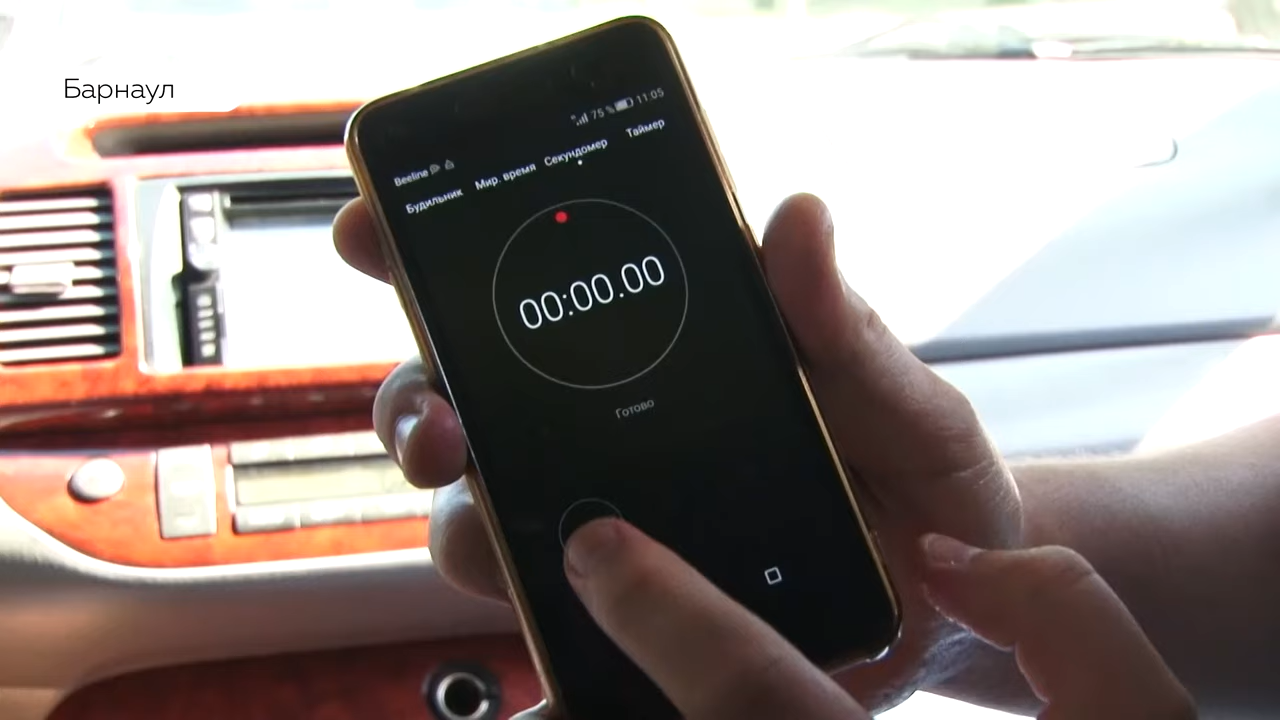 Барнаул
75 % 11:05
Beeline
Будильник Мир. время Секундомер Таймер
00:00.00
Готово